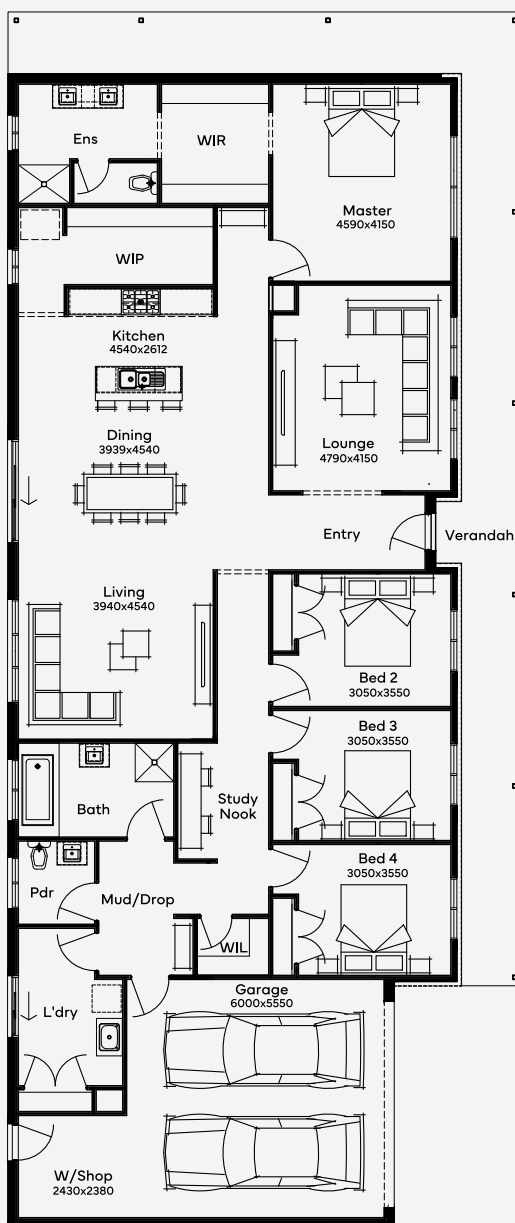 Ens
WIR
Master
4590x4150
WIP
Kitchen
4540x2612
Dining
3939x4540
Lounge
4790x4150
Entry
Verandah
Living
3940x4540
Bed 2
3050x3550
Bed 3
3050x3550
Study
Nook
Bath
Bed 4
3050x3550
Pdr
Mud/Drop
WIL
Garage
6000x5550
L'dry
W/Shop
2430x2380